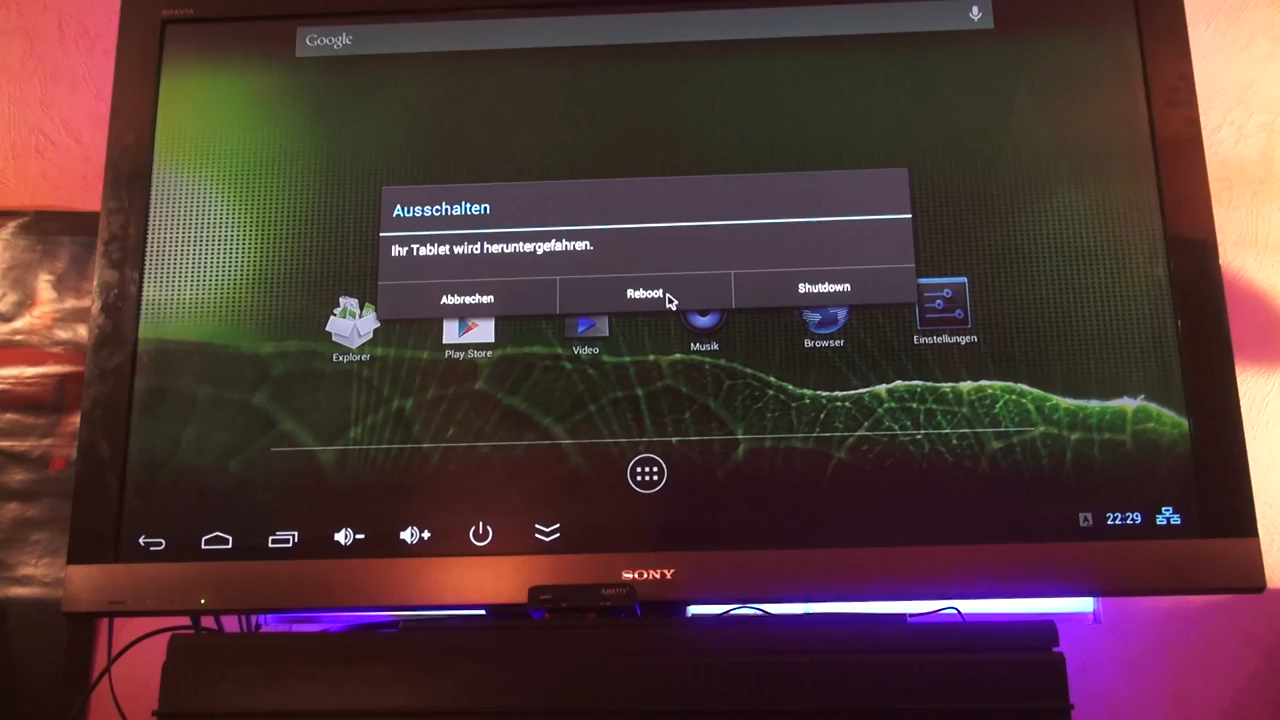 BRAVIA
Google
Ausschalten
Ihr Tablet wird heruntergefahren.
Abbrechen
Reboot
Shutdown
Explorer
Play Store
Video
Musik
Browser
Einstellungen
A
22:29
SONY